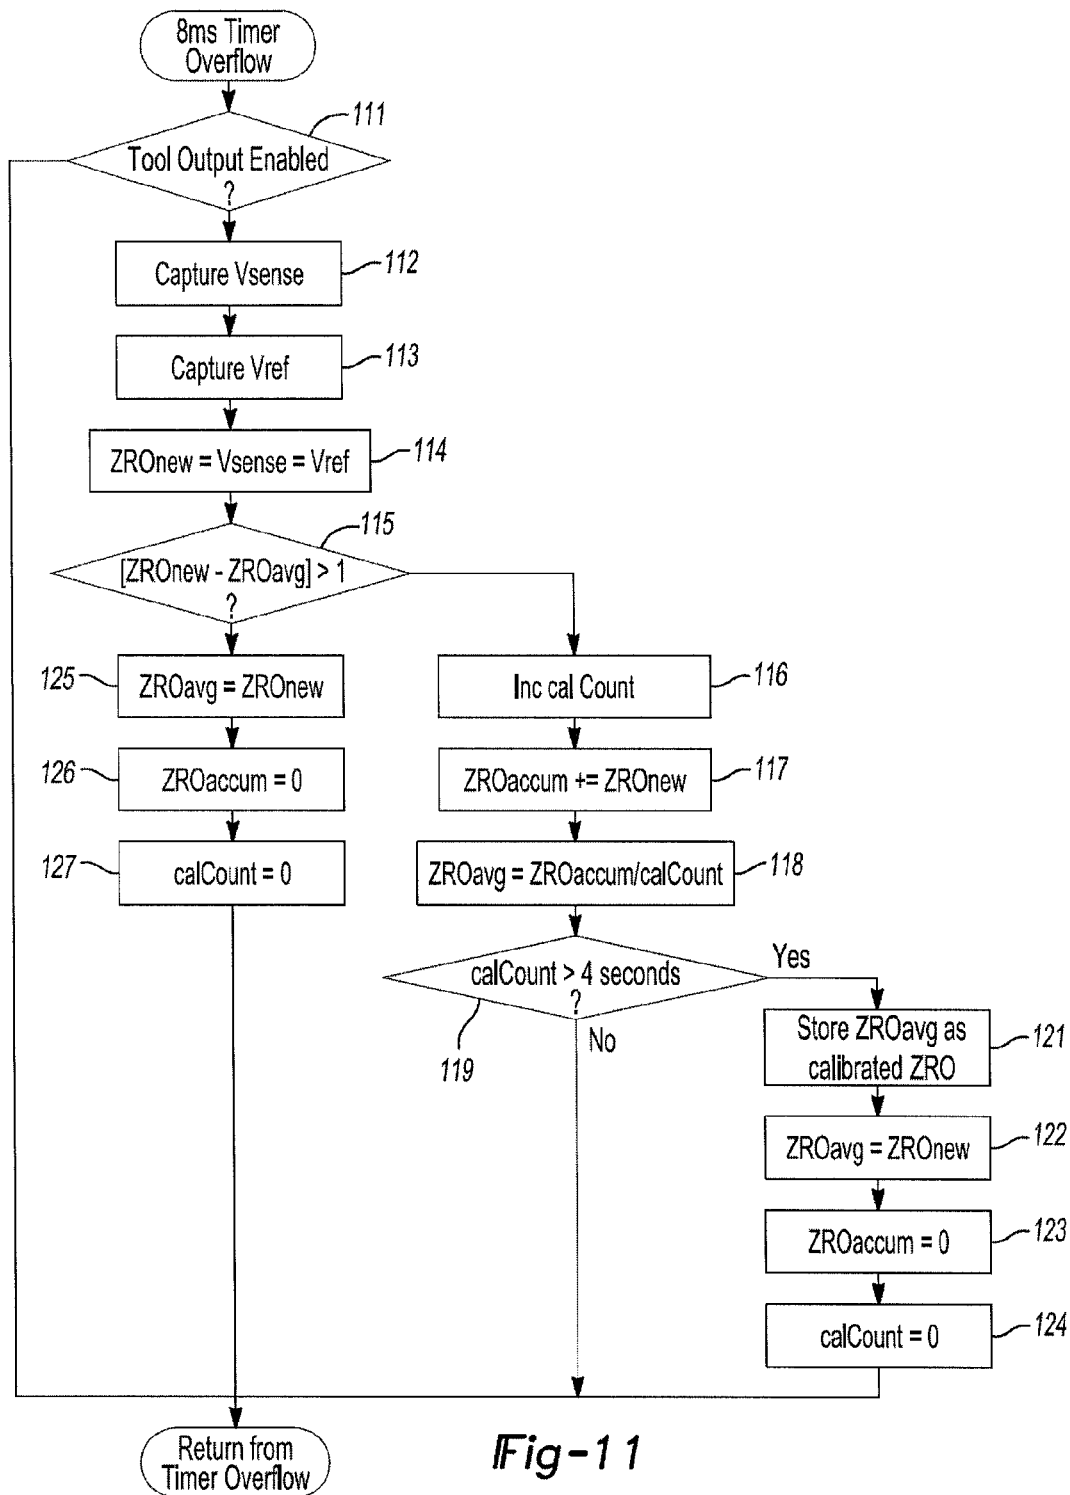 8ms Timer
Overflow
111
Tool Output Enabled
?
Capture Vsense
112
Capture Vref
113
ZROnew = Vsense = Vref
114
115
[ZROnew - ZROavg] > 1
?
125
ZROavg = ZROnew
126
ZROaccum = 0
127
calCount = 0
Inc cal Count
116
ZROaccum += ZROnew
117
ZROavg = ZROaccum/calCount
118
calCount > 4 seconds
?
119
Yes
No
Store ZROavg as
calibrated ZRO
121
ZROavg = ZROnew
122
ZROaccum = 0
123
calCount = 0
124
Return from
Timer Overflow
Fig-11